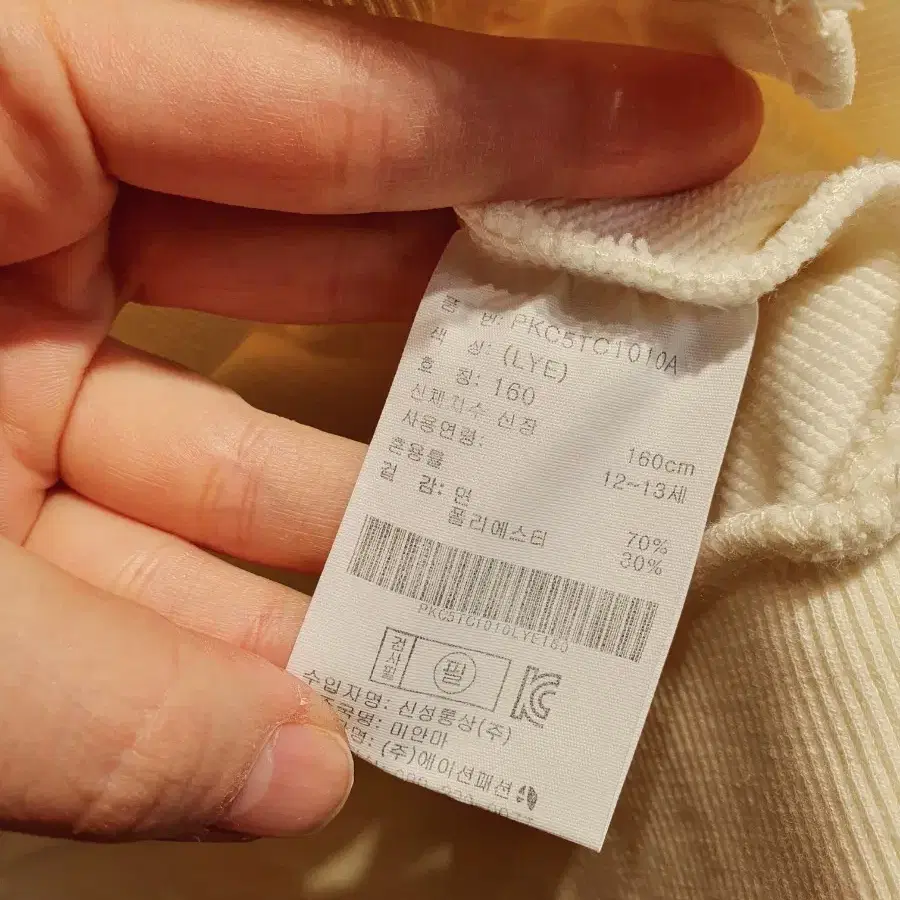 품 번: PKC5TC1010A
색 상: (LYE)
호 칭: 160
신체치수 신장 160cm
사용연령: 12~13세
혼용률
겉 감: 면 70%
폴리에스터 30%
PKC5TC1010LYE160
검사필 필
수입자명: 신성통상(주)
미얀마
(주)에이션패션